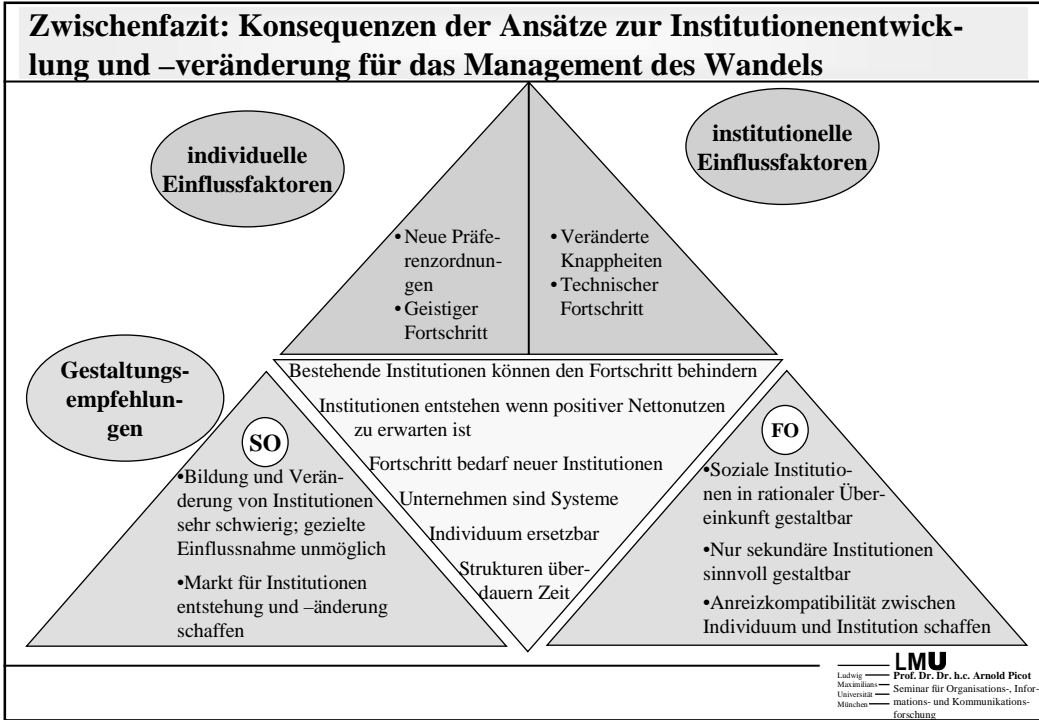 Zwischenfazit: Konsequenzen der Ansätze zur Institutionenentwick-
lung und –veränderung für das Management des Wandels
individuelle
Einflussfaktoren
institutionelle
Einflussfaktoren
•Neue Präfe-
renzordnun-
gen
•Geistiger
Fortschritt
•Veränderte
Knappheiten
•Technischer
Fortschritt
Gestaltungs-
empfehlun-
gen
Bestehende Institutionen können den Fortschritt behindern
Institutionen entstehen wenn positiver Nettonutzen
zu erwarten ist
Fortschritt bedarf neuer Institutionen
Unternehmen sind Systeme
Individuum ersetzbar
Strukturen über-
dauern Zeit
SO
•Bildung und Verän-
derung von Institutionen
sehr schwierig; gezielte
Einflussnahme unmöglich
•Markt für Institutionen
entstehung und –änderung
schaffen
FO
•Soziale Institutio-
nen in rationaler Über-
einkunft gestaltbar
•Nur sekundäre Institutionen
sinnvoll gestaltbar
•Anreizkompatibilität zwischen
Individuum und Institution schaffen
LMU
Ludwig
Maximilians
Universität
München
Prof. Dr. Dr. h.c. Arnold Picot
Seminar für Organisations-, Infor-
mations- und Kommunikations-
forschung